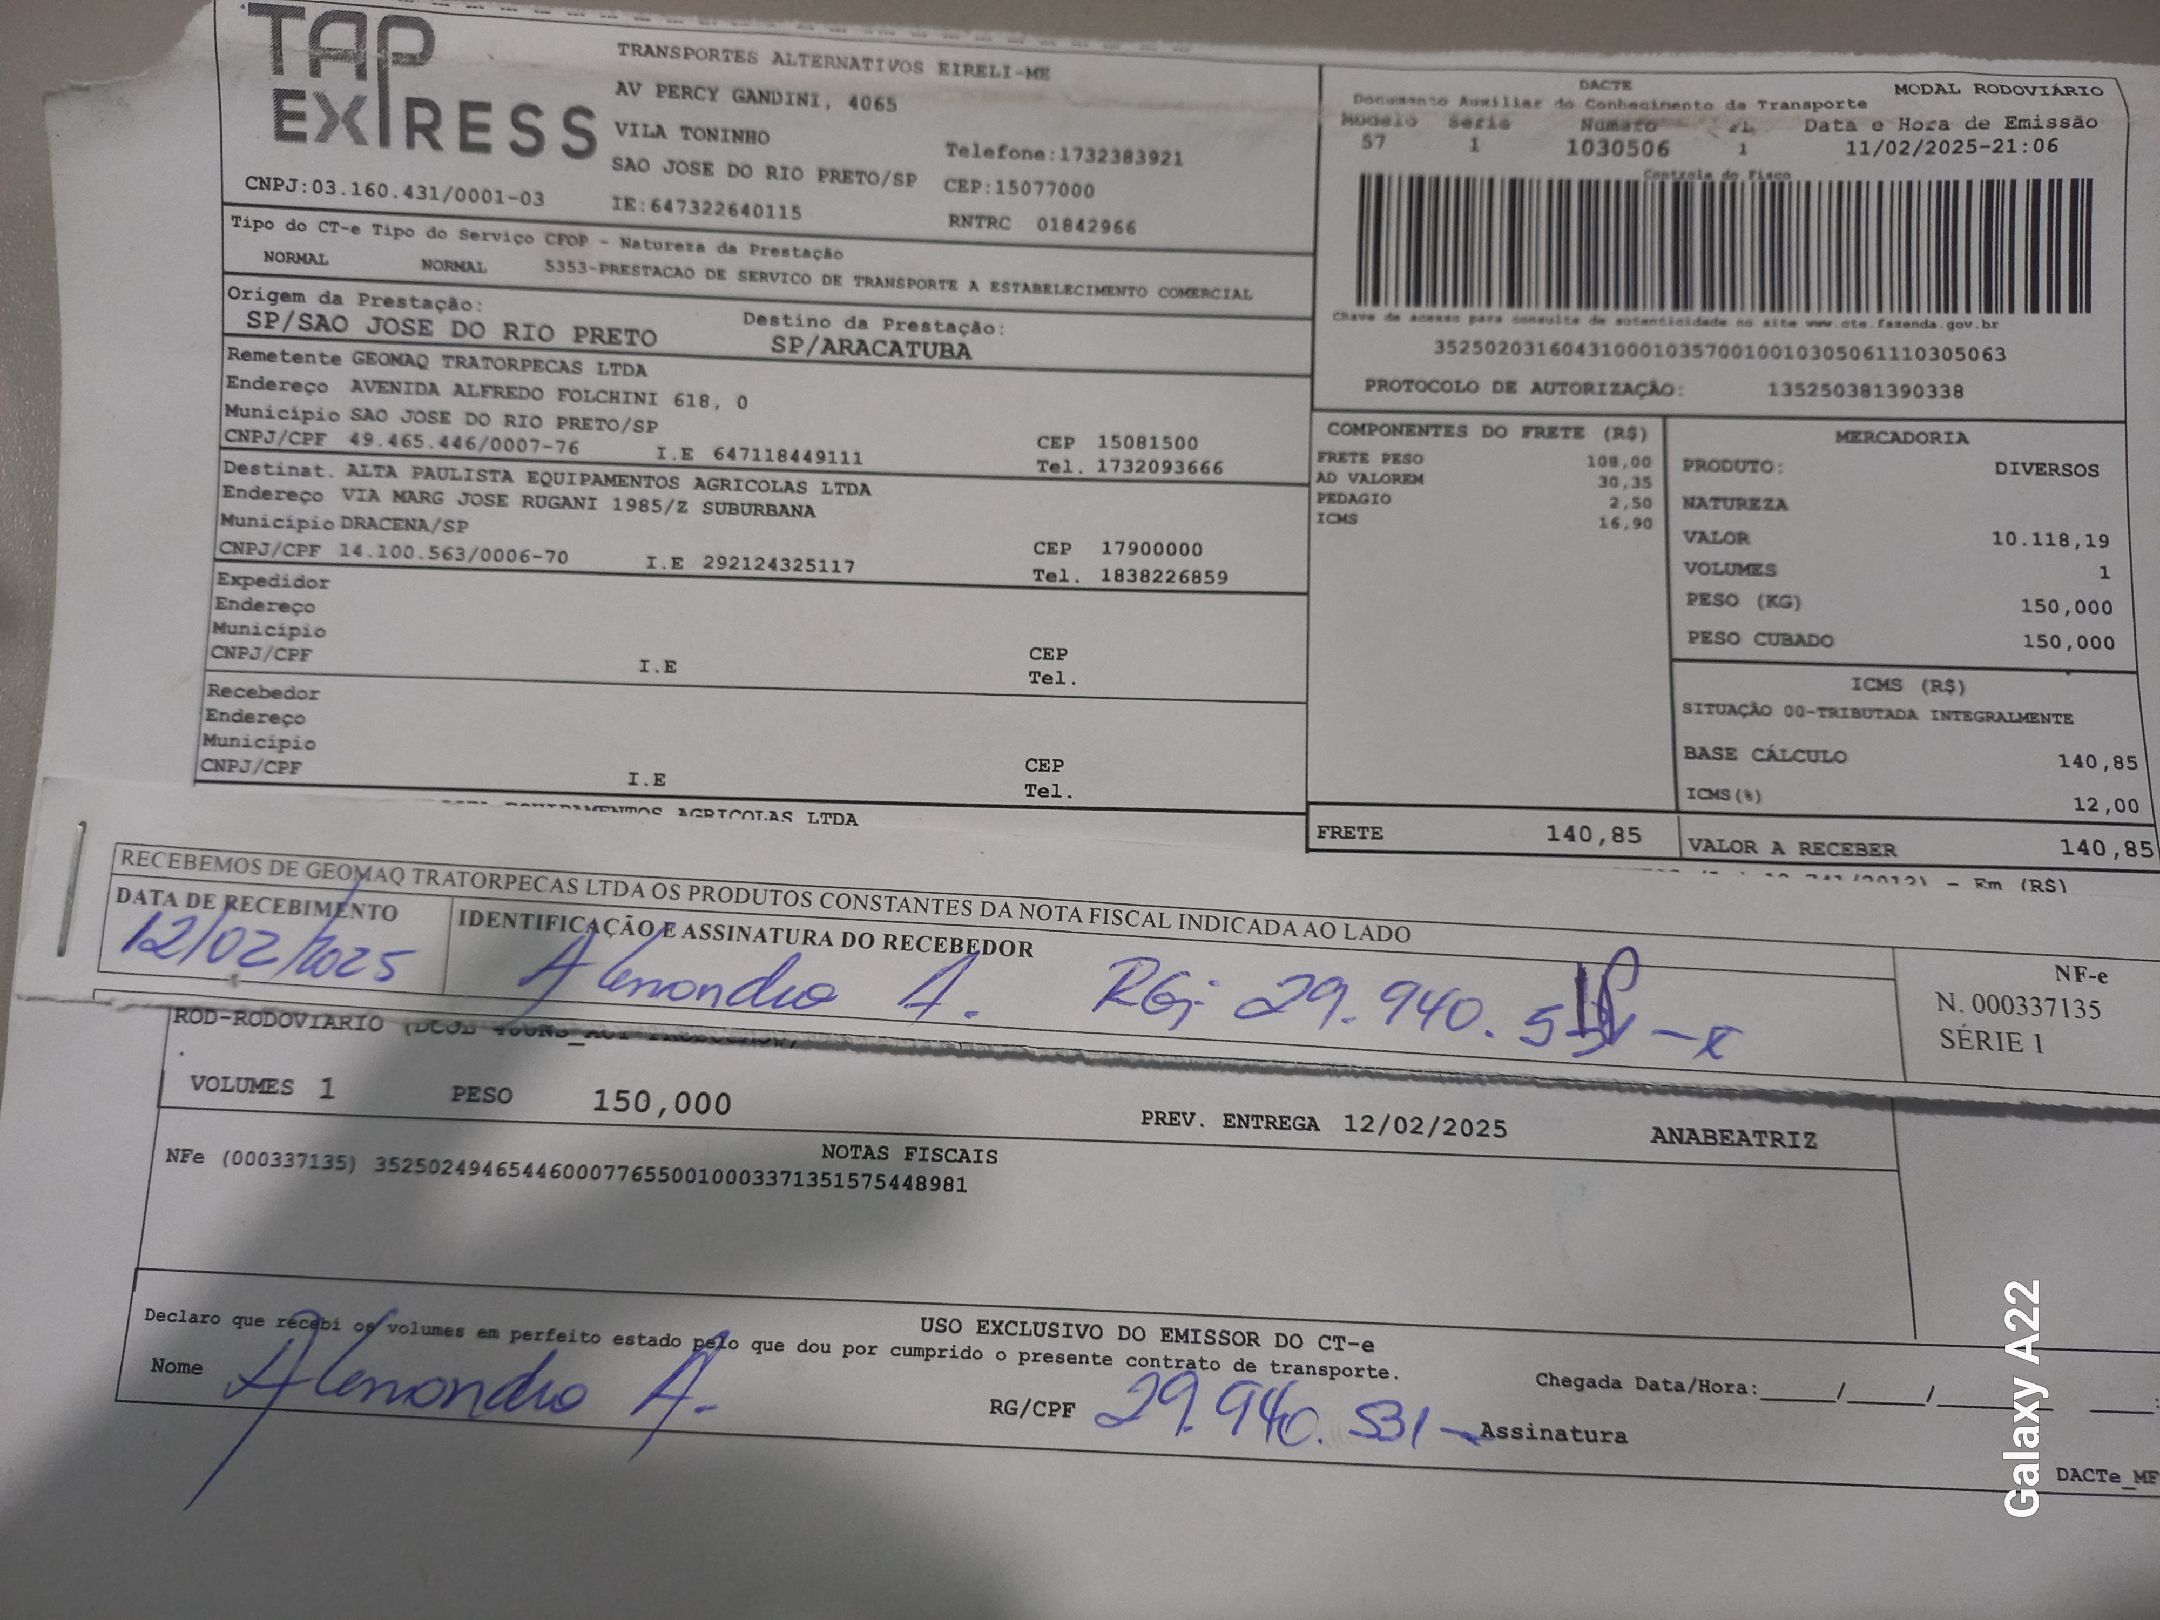 TAP EXPRESS
TRANSPORTES ALTERNATIVOS EIRELI-ME
AV PERCY GANDINI, 4065
VILA TONINHO
Telefone:1732383921
SAO JOSE DO RIO PRETO/SP CEP:15077000
CNPJ:03.160.431/0001-03 IE:647322640115 RNTRC 01842966
DACTE MODAL RODOVIÁRIO
Documento Auxiliar do Conhecimento de Transporte
Modelo Serie Número FL Data e Hora de Emissão
57 1 1030506 1 11/02/2025-21:06
Controle do Fisco
Chave de acesso para consulta de autenticidade no site www.cte.fazenda.gov.br
35250203160431000103570010010305061110305063
PROTOCOLO DE AUTORIZAÇÃO: 135250381390338
Tipo do CT-e Tipo do Serviço CFOP - Natureza da Prestação
NORMAL NORMAL 5353-PRESTACAO DE SERVICO DE TRANSPORTE A ESTABELECIMENTO COMERCIAL
Origem da Prestação: Destino da Prestação:
SP/SAO JOSE DO RIO PRETO SP/ARACATUBA
Remetente GEOMAQ TRATORPECAS LTDA
Endereço AVENIDA ALFREDO FOLCHINI 618, 0
Município SAO JOSE DO RIO PRETO/SP CEP 15081500
CNPJ/CPF 49.465.446/0007-76 I.E 647118449111 Tel. 1732093666
Destinat. ALTA PAULISTA EQUIPAMENTOS AGRICOLAS LTDA
Endereço VIA MARG JOSE RUGANI 1985/Z SUBURBANA
Município DRACENA/SP CEP 17900000
CNPJ/CPF 14.100.563/0006-70 I.E 292124325117 Tel. 1838226859
Expedidor
Endereço
Município CEP
CNPJ/CPF I.E Tel.
Recebedor
Endereço
Município CEP
CNPJ/CPF I.E Tel.
COMPONENTES DO FRETE (R$)
FRETE PESO 108,00
AD VALOREM 30,35
PEDAGIO 2,50
ICMS 16,90
FRETE 140,85
MERCADORIA
PRODUTO: DIVERSOS
NATUREZA
VALOR 10.118,19
VOLUMES 1
PESO (KG) 150,000
PESO CUBADO 150,000
ICMS (R$)
SITUAÇÃO 00-TRIBUTADA INTEGRALMENTE
BASE CÁLCULO 140,85
ICMS(%) 12,00
VALOR A RECEBER 140,85
EQUIPAMENTOS AGRICOLAS LTDA
- Em (R$)
RECEBEMOS DE GEOMAQ TRATORPECAS LTDA OS PRODUTOS CONSTANTES DA NOTA FISCAL INDICADA AO LADO
DATA DE RECEBIMENTO IDENTIFICAÇÃO E ASSINATURA DO RECEBEDOR
12/02/2025 A. RG: 29.940.
NF-e
N. 000337135
SÉRIE 1
ROD-RODOVIARIO
VOLUMES 1 PESO 150,000 PREV. ENTREGA 12/02/2025 ANABEATRIZ
NOTAS FISCAIS
NFe (000337135) 35250249465446000776550010003371351575448981
USO EXCLUSIVO DO EMISSOR DO CT-e
Declaro que recebi os volumes em perfeito estado pelo que dou por cumprido o presente contrato de transporte.
Nome A. RG/CPF 29.940.531- Assinatura
Chegada Data/Hora:_____/_____/_____ ____:
DACTe_MF
Galaxy A22